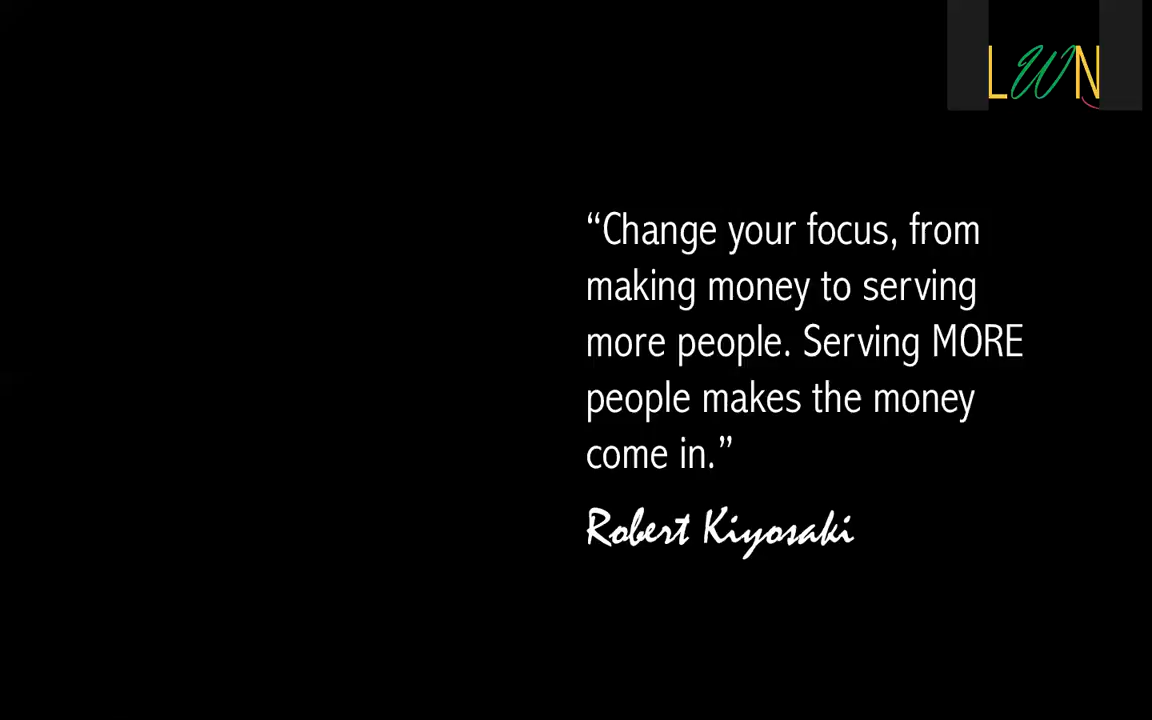 LWN
“Change your focus, from
making money to serving
more people. Serving MORE
people makes the money
come in.”
Robert Kiyosaki